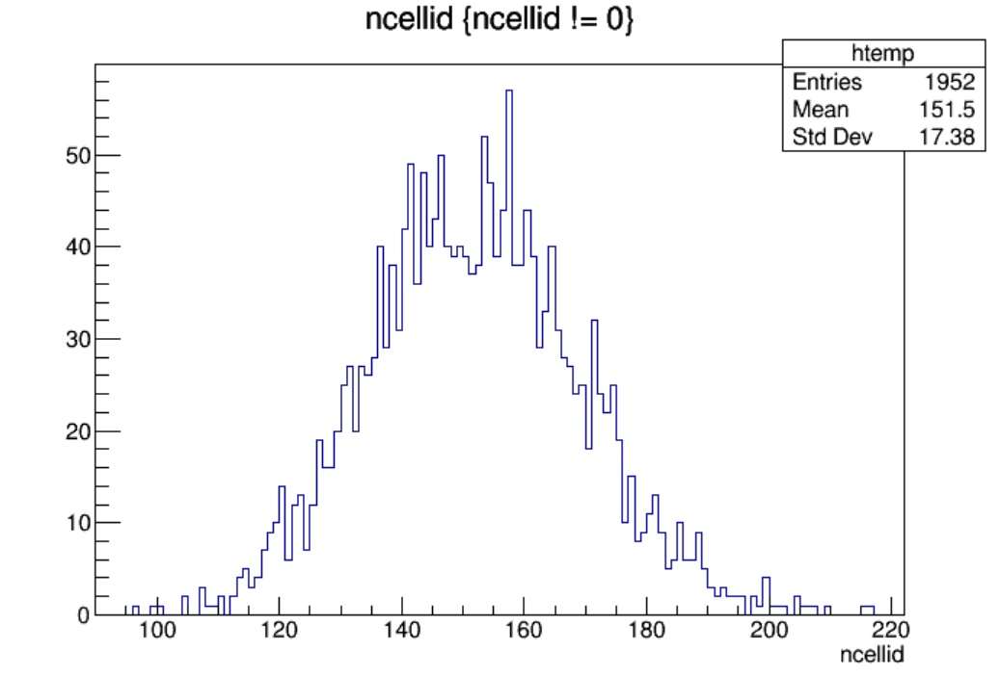 ncellid {ncellid != 0}
htemp
Entries 1952
Mean 151.5
Std Dev 17.38
50
40
30
20
10
0
100 120 140 160 180 200 220
ncellid